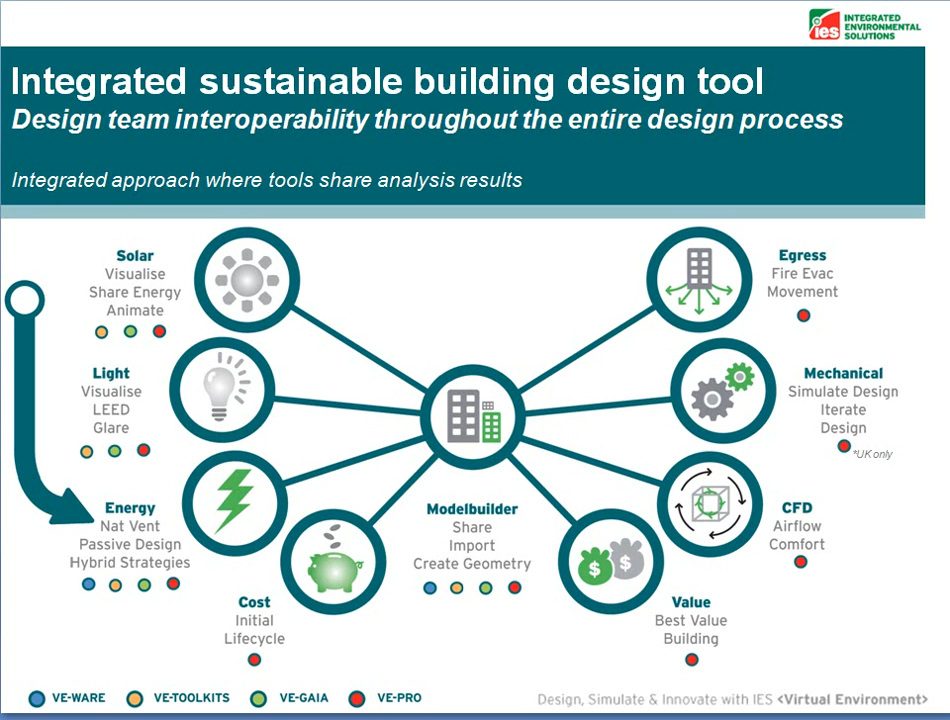 ies INTEGRATED
ENVIRONMENTAL
SOLUTIONS
Integrated sustainable building design tool
Design team interoperability throughout the entire design process
Integrated approach where tools share analysis results
Solar
Visualise
Share Energy
Animate
Egress
Fire Evac
Movement
Light
Visualise
LEED
Glare
Mechanical
Simulate Design
Iterate
Design
*UK only
Energy
Nat Vent
Passive Design
Hybrid Strategies
Modelbuilder
Share
Import
Create Geometry
$ $
CFD
Airflow
Comfort
Cost
Initial
Lifecycle
Value
Best Value
Building
VE-WARE VE-TOOLKITS VE-GAIA VE-PRO
Design, Simulate & Innovate with IES <Virtual Environment>